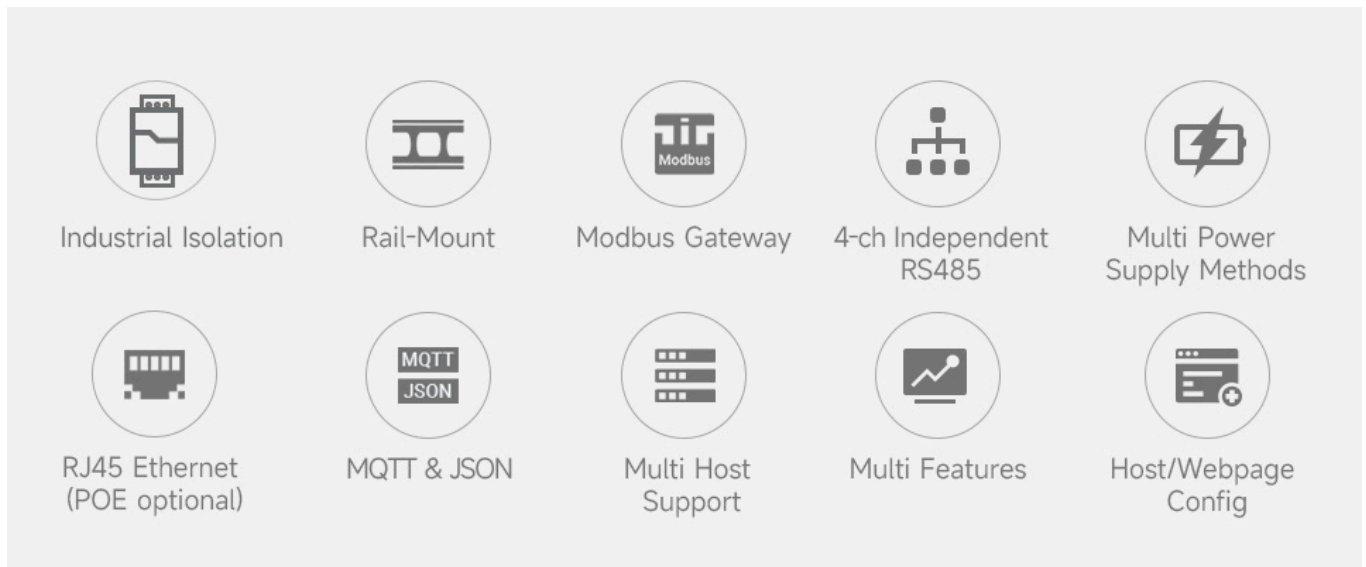 Modbus
Industrial Isolation
Rail-Mount
Modbus Gateway
4-ch Independent
RS485
Multi Power
Supply Methods
MQTT
JSON
RJ45 Ethernet
(POE optional)
MQTT & JSON
Multi Host
Support
Multi Features
Host/Webpage
Config